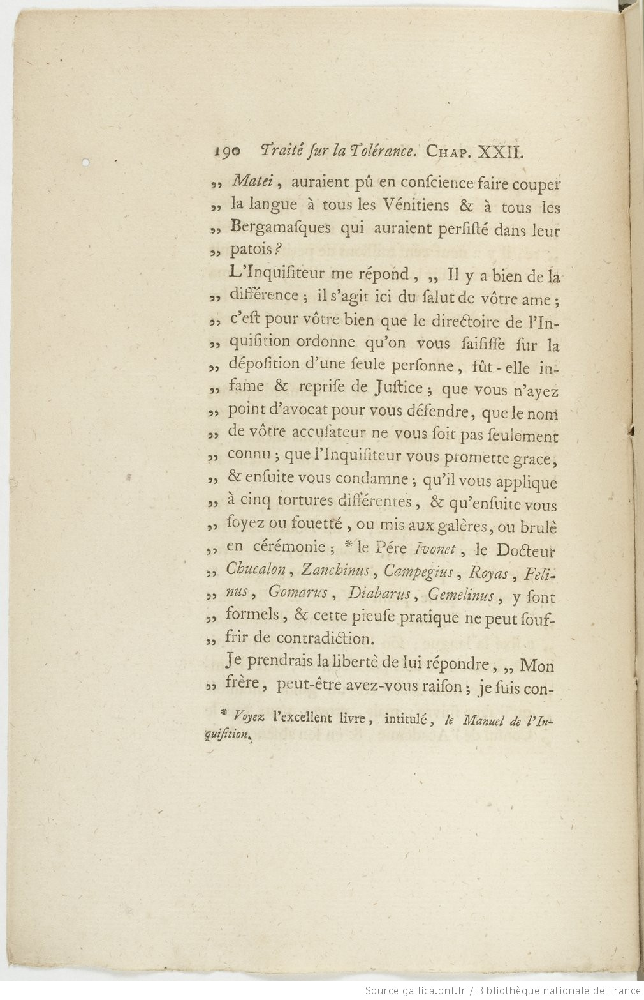 190 Traité ſur la Tolérance. CHAP. XXII.
„ Matei, auraient pû en conſcience faire couper
„ la langue à tous les Vénitiens & à tous les
„ Bergamaſques qui auraient perſiſté dans leur
„ patois?
L'Inquiſiteur me répond, „ Il y a bien de la
„ différence; il s'agit ici du ſalut de vôtre ame;
„ c'eſt pour vôtre bien que le directoire de l'In-
„ quiſition ordonne qu'on vous ſaiſiſſe ſur la
„ dépoſition d'une ſeule perſonne, fût-elle in-
„ fame & repriſe de Juſtice; que vous n'ayez
„ point d'avocat pour vous défendre, que le nom
„ de vôtre accuſateur ne vous ſoit pas ſeulement
„ connu; que l'Inquiſiteur vous promette grace,
„ & enſuite vous condamne; qu'il vous applique
„ à cinq tortures différentes, & qu'enſuite vous
„ ſoyez ou fouetté, ou mis aux galères, ou brulè
„ en cérémonie; * le Pére Ivonet, le Docteur
„ Chucalon, Zanchinus, Campegius, Royas, Feli-
„ nus, Gomarus, Diabarus, Gemelinus, y ſont
„ formels, & cette pieuſe pratique ne peut ſouf-
„ frir de contradiction.
Je prendrais la libertè de lui répondre, „ Mon
„ frère, peut-être avez-vous raiſon; je ſuis con-
* Voyez l'excellent livre, intitulé, le Manuel de l'In-
quiſition.
Source gallica.bnf.fr / Bibliothèque nationale de France